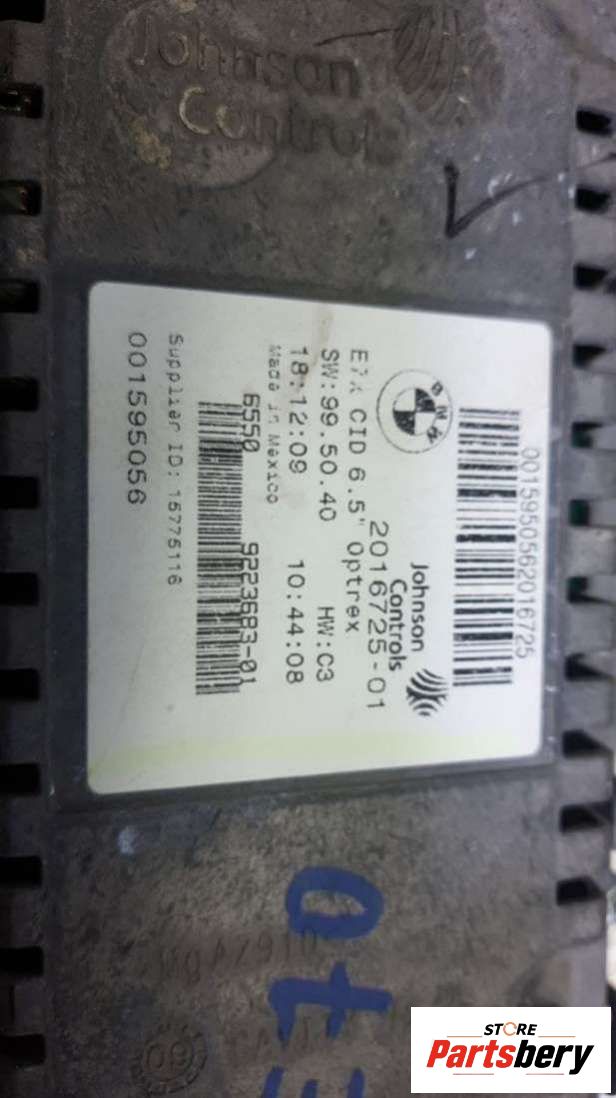 Johnson
Controls
0015950562016725
BMW
Johnson
Controls
2016725-01
E7X CID 6.5" Optrex
SW:99.50.40 HW:C3
18:12:09 10:44:08
Made in Mexico
6550 9223683-01
Supplier ID: 15775116
001595056
STORE
Partsbery